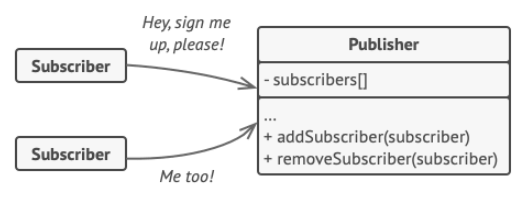 Hey, sign me
up, please!
Subscriber
Publisher
- subscribers[]
...
+ addSubscriber(subscriber)
+ removeSubscriber(subscriber)
Subscriber
Me too!